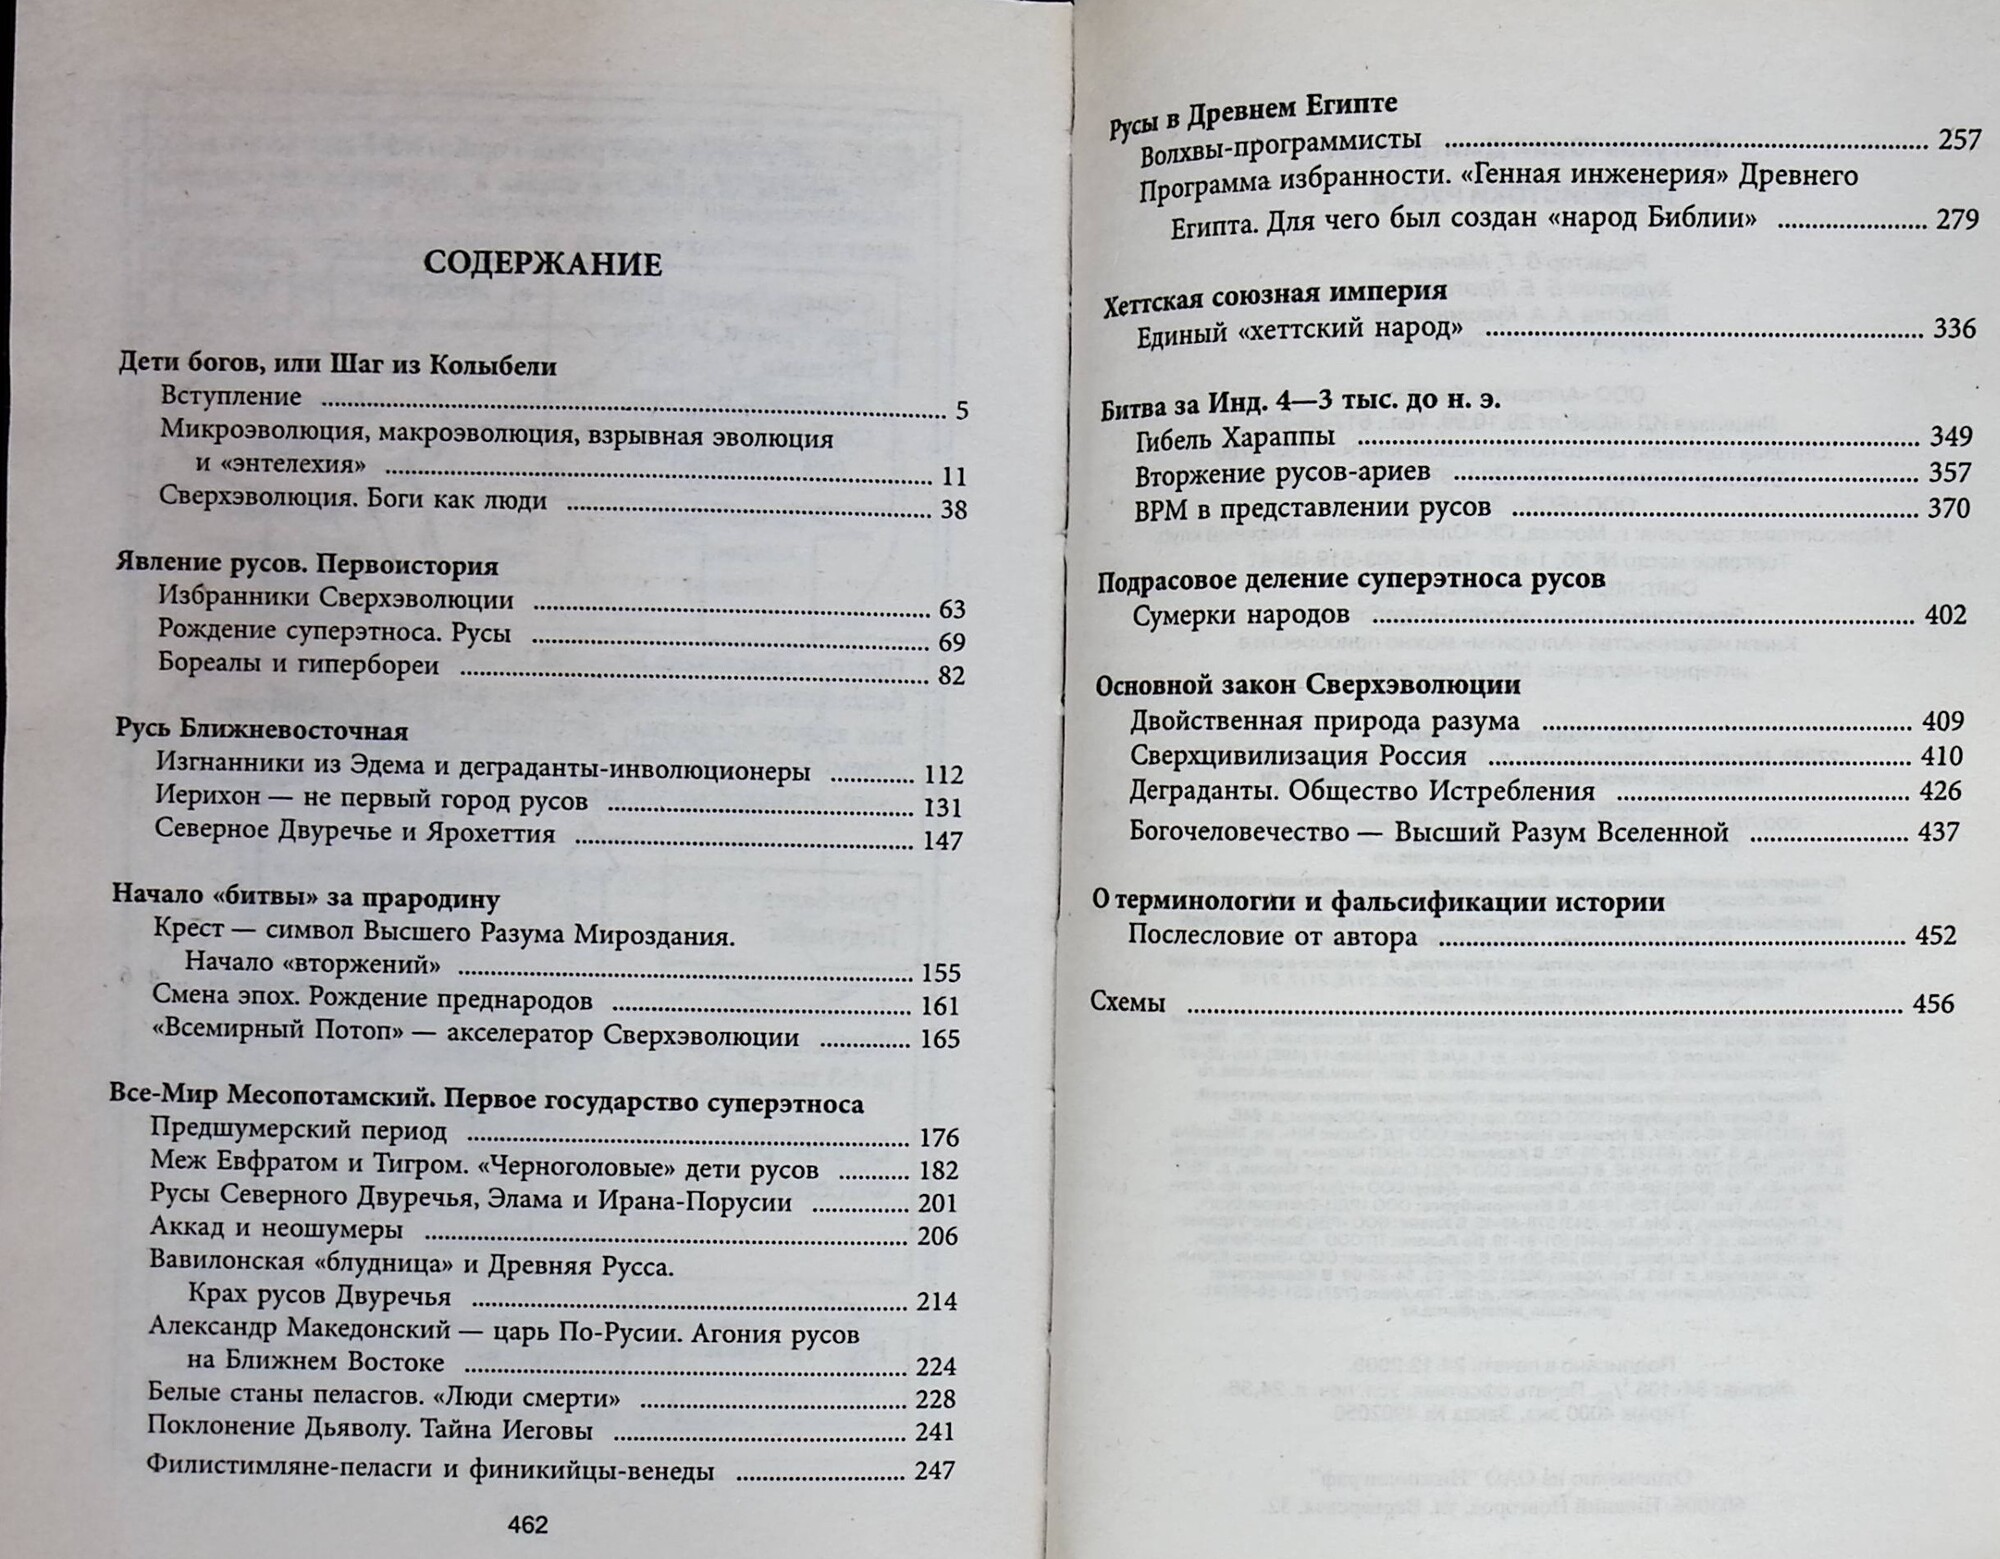 СОДЕРЖАНИЕ
Дети богов, или Шаг из Колыбели
Вступление ........ 5
Микроэволюция, макроэволюция, взрывная эволюция
и «энтелехия» ........ 11
Сверхэволюция. Боги как люди ........ 38
Явление русов. Первоистория
Избранники Сверхэволюции ........ 63
Рождение суперэтноса. Русы ........ 69
Бореалы и гипербореи ........ 82
Русь Ближневосточная
Изгнанники из Эдема и деграданты-инволюционеры ........ 112
Иерихон — не первый город русов ........ 131
Северное Двуречье и Ярохеттия ........ 147
Начало «битвы» за прародину
Крест — символ Высшего Разума Мироздания.
Начало «вторжений» ........ 155
Смена эпох. Рождение преднародов ........ 161
«Всемирный Потоп» — акселератор Сверхэволюции ........ 165
Все-Мир Месопотамский. Первое государство суперэтноса
Предшумерский период ........ 176
Меж Евфратом и Тигром. «Черноголовые» дети русов ........ 182
Русы Северного Двуречья, Элама и Ирана-Порусии ........ 201
Аккад и неошумеры ........ 206
Вавилонская «блудница» и Древняя Русса.
Крах русов Двуречья ........ 214
Александр Македонский — царь По-Русии. Агония русов
на Ближнем Востоке ........ 224
Белые станы пеласгов. «Люди смерти» ........ 228
Поклонение Дьяволу. Тайна Иеговы ........ 241
Филистимляне-пеласги и финикийцы-венеды ........ 247
462
Русы в Древнем Египте
Волхвы-программисты ........ 257
Программа избранности. «Генная инженерия» Древнего
Египта. Для чего был создан «народ Библии» ........ 279
Хеттская союзная империя
Единый «хеттский народ» ........ 336
Битва за Инд. 4—3 тыс. до н. э.
Гибель Хараппы ........ 349
Вторжение русов-ариев ........ 357
ВРМ в представлении русов ........ 370
Подрасовое деление суперэтноса русов
Сумерки народов ........ 402
Основной закон Сверхэволюции
Двойственная природа разума ........ 409
Сверхцивилизация Россия ........ 410
Деграданты. Общество Истребления ........ 426
Богочеловечество — Высший Разум Вселенной ........ 437
О терминологии и фальсификации истории
Послесловие от автора ........ 452
Схемы ........ 456